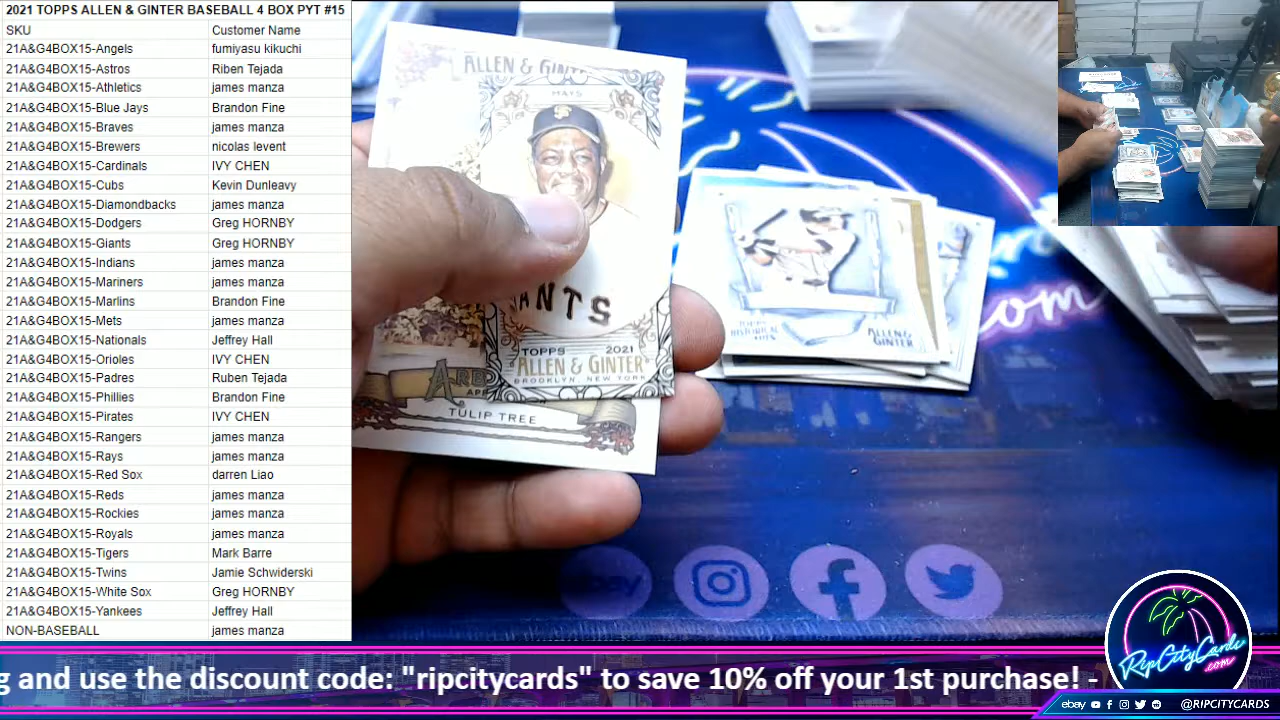 2021 TOPPS ALLEN & GINTER BASEBALL 4 BOX PYT #15
SKU Customer Name
21A&G4BOX15-Angels fumiyasu kikuchi
21A&G4BOX15-Astros Riben Tejada
21A&G4BOX15-Athletics james manza
21A&G4BOX15-Blue Jays Brandon Fine
21A&G4BOX15-Braves james manza
21A&G4BOX15-Brewers nicolas levent
21A&G4BOX15-Cardinals IVY CHEN
21A&G4BOX15-Cubs Kevin Dunleavy
21A&G4BOX15-Diamondbacks james manza
21A&G4BOX15-Dodgers Greg HORNBY
21A&G4BOX15-Giants Greg HORNBY
21A&G4BOX15-Indians james manza
21A&G4BOX15-Mariners james manza
21A&G4BOX15-Marlins Brandon Fine
21A&G4BOX15-Mets james manza
21A&G4BOX15-Nationals Jeffrey Hall
21A&G4BOX15-Orioles IVY CHEN
21A&G4BOX15-Padres Ruben Tejada
21A&G4BOX15-Phillies Brandon Fine
21A&G4BOX15-Pirates IVY CHEN
21A&G4BOX15-Rangers james manza
21A&G4BOX15-Rays james manza
21A&G4BOX15-Red Sox darren Liao
21A&G4BOX15-Reds james manza
21A&G4BOX15-Rockies james manza
21A&G4BOX15-Royals james manza
21A&G4BOX15-Tigers Mark Barre
21A&G4BOX15-Twins Jamie Schwiderski
21A&G4BOX15-White Sox Greg HORNBY
21A&G4BOX15-Yankees Jeffrey Hall
NON-BASEBALL james manza
ALLEN & GINT
MAYS
ANTS
TOPPS 2021
ALLEN & GINTER
BROOKLYN, NEW YORK
ARB
TULIP TREE
TOPPS
HISTORICAL
HITS
ALLEN &
GINTER
com
ebay
g and use the discount code: "ripcitycards" to save 10% off your 1st purchase! -
RipCityCards
.com
ebay @RIPCITYCARDS